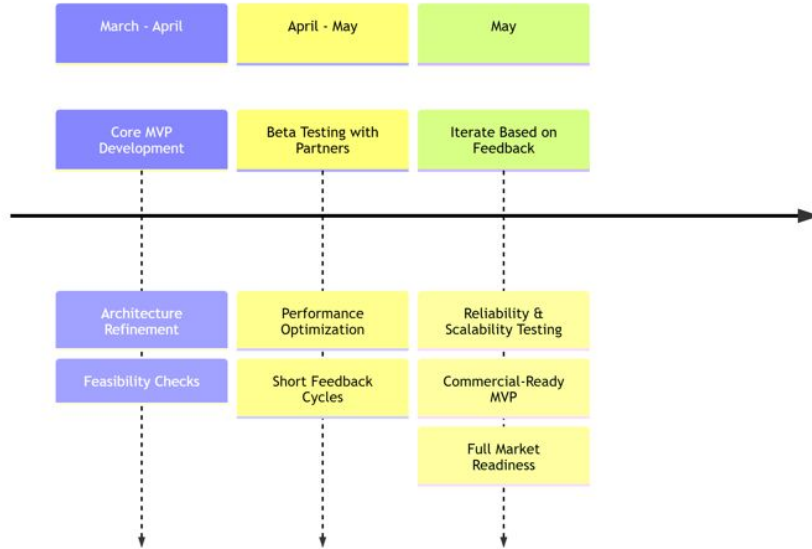 March - April
April - May
May
Core MVP
Development
Beta Testing with
Partners
Iterate Based on
Feedback
Architecture
Refinement
Performance
Optimization
Reliability &
Scalability Testing
Feasibility Checks
Short Feedback
Cycles
Commercial-Ready
MVP
Full Market
Readiness